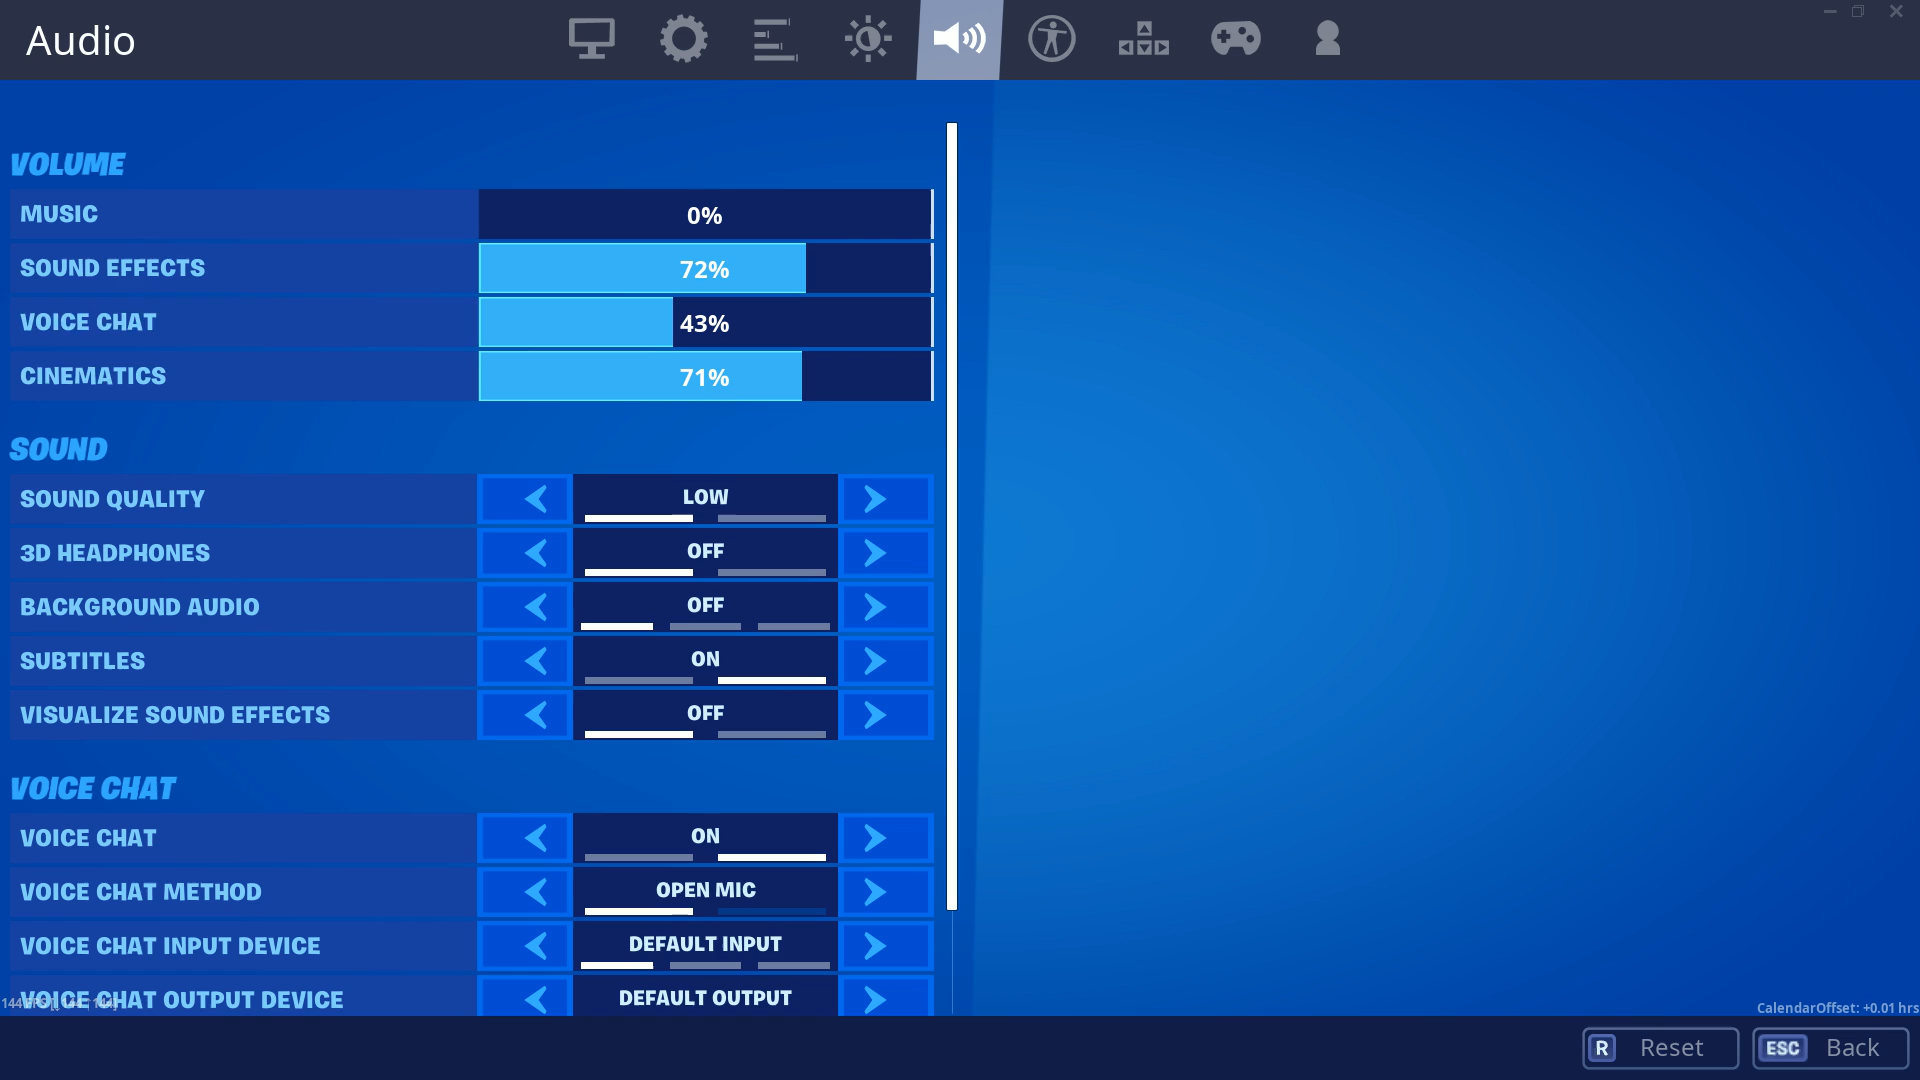 Audio
VOLUME
MUSIC 0%
SOUND EFFECTS 72%
VOICE CHAT 43%
CINEMATICS 71%
SOUND
SOUND QUALITY LOW
3D HEADPHONES OFF
BACKGROUND AUDIO OFF
SUBTITLES ON
VISUALIZE SOUND EFFECTS OFF
VOICE CHAT
VOICE CHAT ON
VOICE CHAT METHOD OPEN MIC
VOICE CHAT INPUT DEVICE DEFAULT INPUT
VOICE CHAT OUTPUT DEVICE DEFAULT OUTPUT
CalendarOffset: +0.01 hrs
R Reset ESC Back